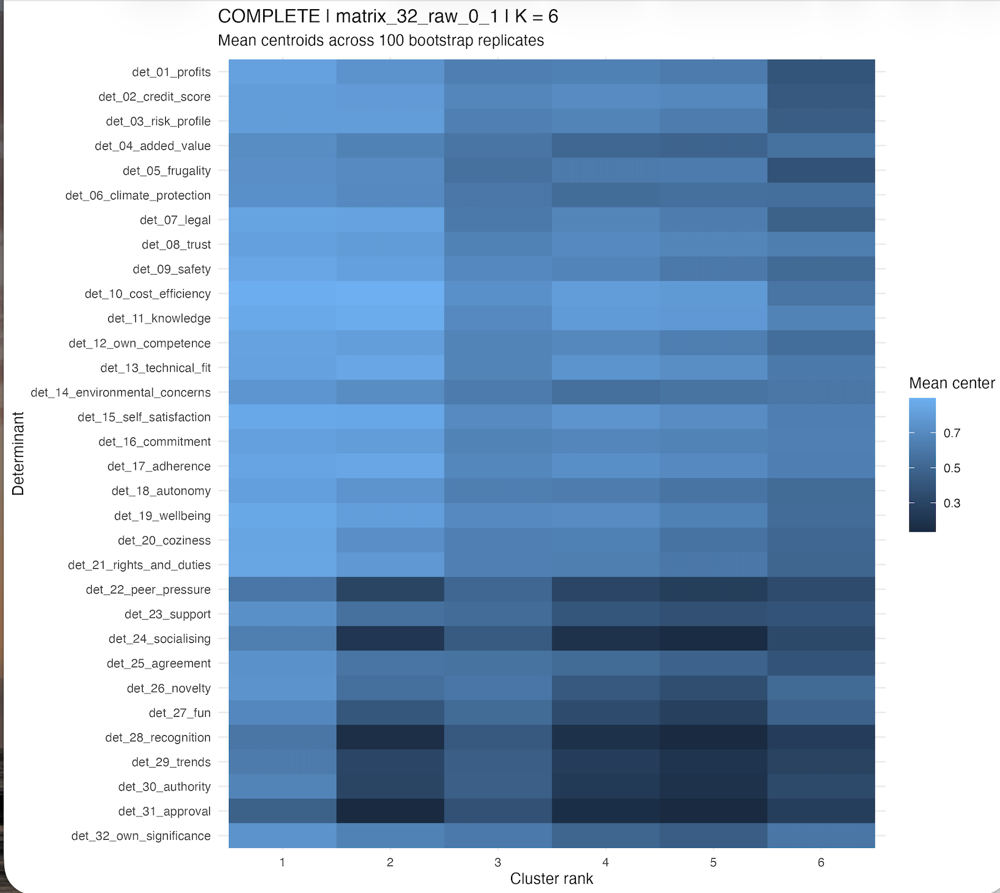 COMPLETE | matrix_32_raw_0_1 | K = 6
Mean centroids across 100 bootstrap replicates
det_01_profits
det_02_credit_score
det_03_risk_profile
det_04_added_value
det_05_frugality
det_06_climate_protection
det_07_legal
det_08_trust
det_09_safety
det_10_cost_efficiency
det_11_knowledge
det_12_own_competence
det_13_technical_fit
det_14_environmental_concerns
det_15_self_satisfaction
det_16_commitment
det_17_adherence
det_18_autonomy
det_19_wellbeing
det_20_coziness
det_21_rights_and_duties
det_22_peer_pressure
det_23_support
det_24_socialising
det_25_agreement
det_26_novelty
det_27_fun
det_28_recognition
det_29_trends
det_30_authority
det_31_approval
det_32_own_significance
Determinant
1 2 3 4 5 6
Cluster rank
Mean center
0.7
0.5
0.3